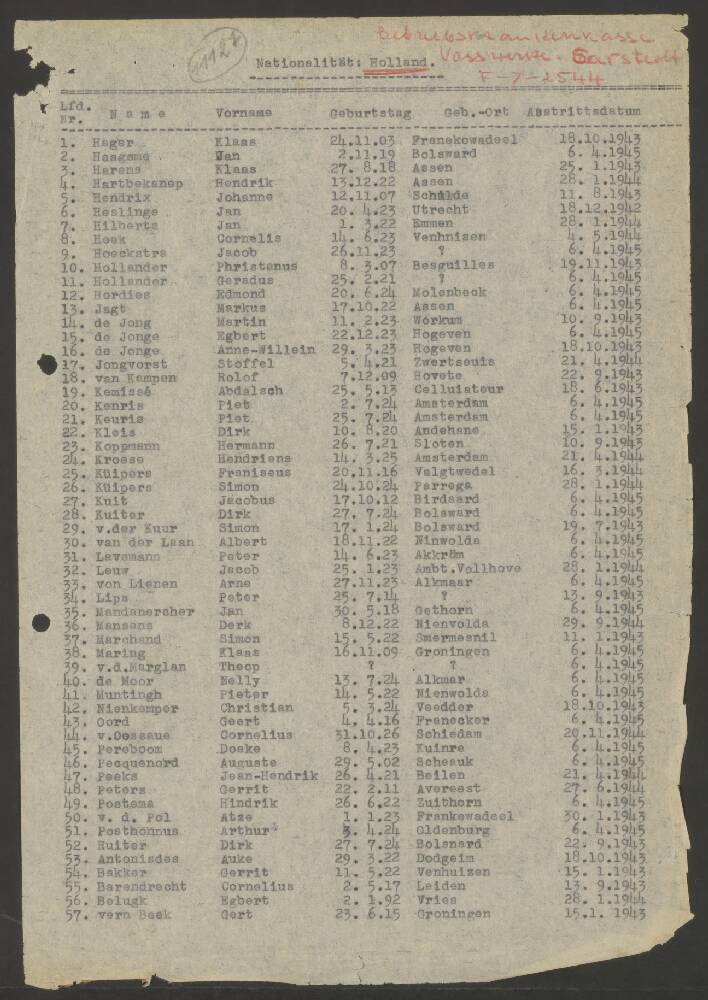 1127
Betriebskrankenkasse
Vosswerke - Sarstedt
F-7-2544
Nationalität: Holland.
Lfd. Nr. Name Vorname Geburtstag Geb.-Ort Austrittsdatum
1. Hager Klaas 24.11.03 Franekowadeel 18.10.1943
2. Haagsma Jan 2.11.19 Bolsward 6. 4.1945
3. Harens Klaas 27. 8.18 Assen 25. 1.1943
4. Hartbekanep Hendrik 13.12.22 Assen 28. 1.1944
5. Hendrix Johanne 12.11.07 Schilde 11. 8.1943
6. Heslinge Jan 20. 4.23 Utrecht 18.12.1942
7. Hilberts Jan 1. 3.22 Emmen 28. 1.1944
8. Hoek Cornelis 14. 6.23 Venhnisen 4. 5.1944
9. Hoeckstra Jacob 26.11.23 ? 6. 4.1945
10. Hollander Phristanus 8. 3.07 Besguilles 19.11.1943
11. Hollander Geradus 25. 2.21 ? 6. 4.1945
12. Hordies Edmond 20. 6.24 Molenbeck 6. 4.1945
13. Jagt Markus 17.10.22 Assen 6. 4.1945
14. de Jong Martin 11. 2.23 Workum 10. 9.1943
15. de Jonge Egbert 22.12.23 Hogeven 6. 4.1945
16. de Jonge Anne-Willein 29. 3.23 Hogeven 18.10.1943
17. Jongvorst Stoffel 5. 4.21 Zwertseuis 21. 4.1944
18. van Kampen Rolof 7.12.09 Hovete 22. 9.1943
19. Kemissé Abdalsch 25. 5.13 Celluiatour 18. 6.1943
20. Kenris Piet 2. 7.24 Amsterdam 6. 4.1945
21. Keuris Piet 25. 7.24 Amsterdam 6. 4.1945
22. Kleis Dirk 10. 8.20 Andehane 15. 1.1943
23. Koppmann Hermann 26. 7.21 Sloten 10. 9.1943
24. Kroese Hendriens 14. 3.25 Amsterdam 21. 4.1944
25. Küipers Franiseus 20.11.16 Valgtwedel 16. 3.1944
26. Küipers Simon 24.10.24 Parrega 28. 1.1944
27. Kuit Jacobus 17.10.12 Birdaard 6. 4.1945
28. Kuiter Dirk 27. 7.24 Bolsward 6. 4.1945
29. v.der Kuur Simon 17. 1.24 Bolsward 19. 7.1943
30. van der Laan Albert 18.11.22 Ninwolda 6. 4.1945
31. Lavemann Peter 14. 6.23 Akkröm 6. 4.1945
32. Leuw Jacob 25. 1.23 Ambt.Vollhove 28. 1.1944
33. von Lienen Arne 27.11.23 Alkmaar 6. 4.1945
34. Lips Peter 25. 7.14 ? 13. 9.1943
35. Mandanercher Jan 30. 5.18 Gethorn 6. 4.1945
36. Mansens Derk 8.12.22 Nienvolda 29. 9.1944
37. Marchand Simon 15. 5.22 Smermesnil 11. 1.1943
38. Maring Klaas 16.11.09 Groningen 6. 4.1945
39. v.d.Marglan Theop ? ? 6. 4.1945
40. de Moor Nelly 13. 7.24 Alkmar 6. 4.1945
41. Muntingh Pieter 14. 5.22 Nienwolds 6. 4.1945
42. Nienkemper Christian 5. 3.24 Veedder 18.10.1943
43. Oord Geert 4. 4.16 Franecker 6. 4.1945
44. v.Oossaue Cornelius 31.10.26 Schiedam 20.11.1944
45. Pereboom Doeke 8. 4.23 Kuinre 6. 4.1945
46. Pecquenord Auguste 29. 5.02 Scheauk 6. 4.1945
47. Peeks Jean-Hendrik 26. 4.21 Beilen 21. 4.1944
48. Peters Gerrit 22. 2.11 Avereest 27. 6.1944
49. Postema Hindrik 26. 6.22 Zuithorn 6. 4.1945
50. v. d. Pol Atze 1. 1.23 Frankewadeel 30. 1.1943
51. Posthonnus Arthur 3. 4.24 Oldenburg 6. 4.1945
52. Ruiter Dirk 27. 7.24 Bolsnard 22. 9.1943
53. Antonisdes Auke 29. 3.22 Dodgeim 18.10.1943
54. Bakker Gerrit 11. 5.22 Venhuizen 15. 1.1943
55. Barendrecht Cornelius 2. 5.17 Leiden 13. 9.1943
56. Belugk Egbert 2. 1.92 Vries 28. 1.1944
57. vern Beek Gert 23. 6.15 Groningen 15.1. 1943